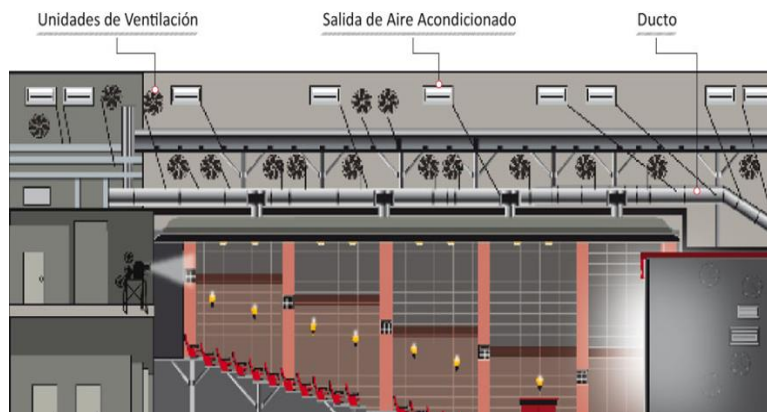 Unidades de Ventilación
Salida de Aire Acondicionado
Ducto